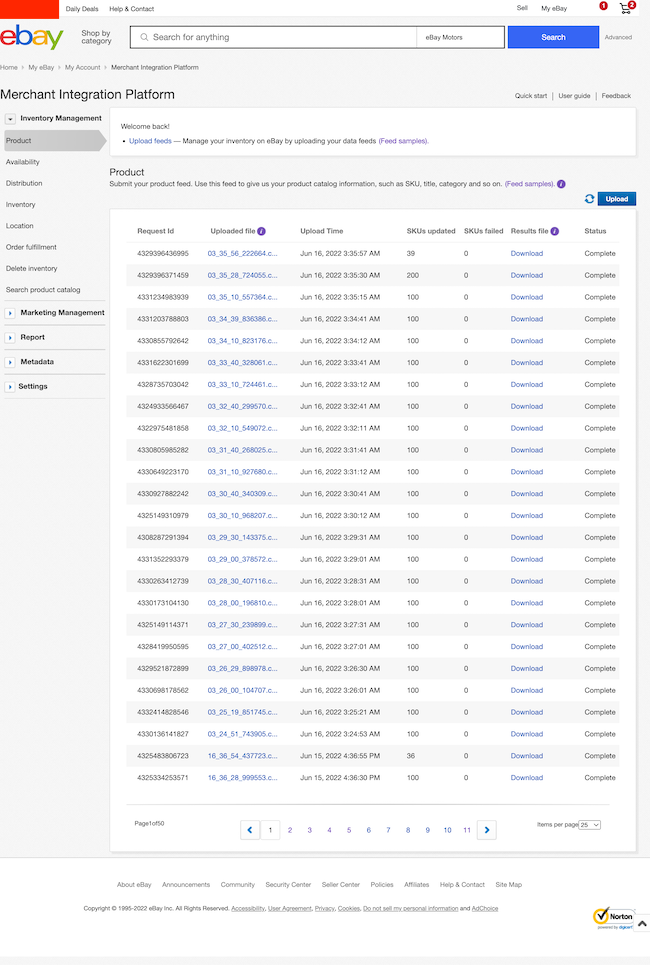 Daily Deals Help & Contact Sell My eBay 1 2
ebay Shop by category Search for anything eBay Motors Search Advanced
Home › My eBay › My Account › Merchant Integration Platform
Merchant Integration Platform Quick start | User guide | Feedback
Inventory Management
Product
Availability
Distribution
Inventory
Location
Order fulfillment
Delete inventory
Search product catalog
Marketing Management
Report
Metadata
Settings
Welcome back!
• Upload feeds — Manage your inventory on eBay by uploading your data feeds (Feed samples).
Product
Submit your product feed. Use this feed to give us your product catalog information, such as SKU, title, category and so on. (Feed samples). i
Upload
Request Id Uploaded file i Upload Time SKUs updated SKUs failed Results file i Status
4329396436995 03_35_56_222664.c... Jun 16, 2022 3:35:57 AM 39 0 Download Complete
4329396371459 03_35_28_724055.c... Jun 16, 2022 3:35:30 AM 200 0 Download Complete
4331234983939 03_35_10_557364.c... Jun 16, 2022 3:35:15 AM 100 0 Download Complete
4331203788803 03_34_39_836386.c... Jun 16, 2022 3:34:41 AM 100 0 Download Complete
4330855792642 03_34_10_823176.c... Jun 16, 2022 3:34:12 AM 100 0 Download Complete
4331622301699 03_33_40_328061.c... Jun 16, 2022 3:33:41 AM 100 0 Download Complete
4328735703042 03_33_10_724461.c... Jun 16, 2022 3:33:12 AM 100 0 Download Complete
4324933566467 03_32_40_299570.c... Jun 16, 2022 3:32:41 AM 100 0 Download Complete
4322975481858 03_32_10_549072.c... Jun 16, 2022 3:32:11 AM 100 0 Download Complete
4330805985282 03_31_40_268025.c... Jun 16, 2022 3:31:41 AM 100 0 Download Complete
4330649223170 03_31_10_927680.c... Jun 16, 2022 3:31:12 AM 100 0 Download Complete
4330927882242 03_30_40_340309.c... Jun 16, 2022 3:30:41 AM 100 0 Download Complete
4325149310979 03_30_10_968207.c... Jun 16, 2022 3:30:12 AM 100 0 Download Complete
4308287291394 03_29_30_143375.c... Jun 16, 2022 3:29:31 AM 100 0 Download Complete
4331352293379 03_29_00_378572.c... Jun 16, 2022 3:29:01 AM 100 0 Download Complete
4330263412739 03_28_30_407116.c... Jun 16, 2022 3:28:31 AM 100 0 Download Complete
4330173104130 03_28_00_196810.c... Jun 16, 2022 3:28:01 AM 100 0 Download Complete
4325149114371 03_27_30_239899.c... Jun 16, 2022 3:27:31 AM 100 0 Download Complete
4328419950595 03_27_00_402512.c... Jun 16, 2022 3:27:01 AM 100 0 Download Complete
4329521872899 03_26_29_898978.c... Jun 16, 2022 3:26:30 AM 100 0 Download Complete
4330698178562 03_26_00_104707.c... Jun 16, 2022 3:26:01 AM 100 0 Download Complete
4332414828546 03_25_19_851745.c... Jun 16, 2022 3:25:21 AM 100 0 Download Complete
4330136141827 03_24_51_743905.c... Jun 16, 2022 3:24:53 AM 100 0 Download Complete
4325483806723 16_36_54_437723.c... Jun 15, 2022 4:36:55 PM 36 0 Download Complete
4325334253571 16_36_28_999553.c... Jun 15, 2022 4:36:30 PM 100 0 Download Complete
Page1of50 1 2 3 4 5 6 7 8 9 10 11 Items per page 25
About eBay Announcements Community Security Center Seller Center Policies Affiliates Help & Contact Site Map
Copyright © 1995-2022 eBay Inc. All Rights Reserved. Accessibility, User Agreement, Privacy, Cookies, Do not sell my personal information and AdChoice
Norton
powered by digicert